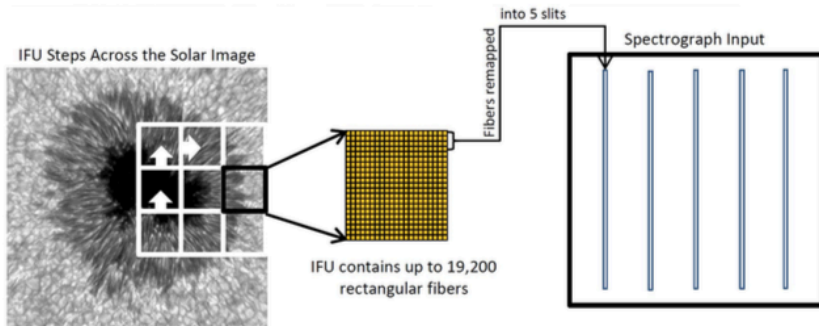 into 5 slits
IFU Steps Across the Solar Image
Spectrograph Input
Fibers remapped
IFU contains up to 19,200
rectangular fibers